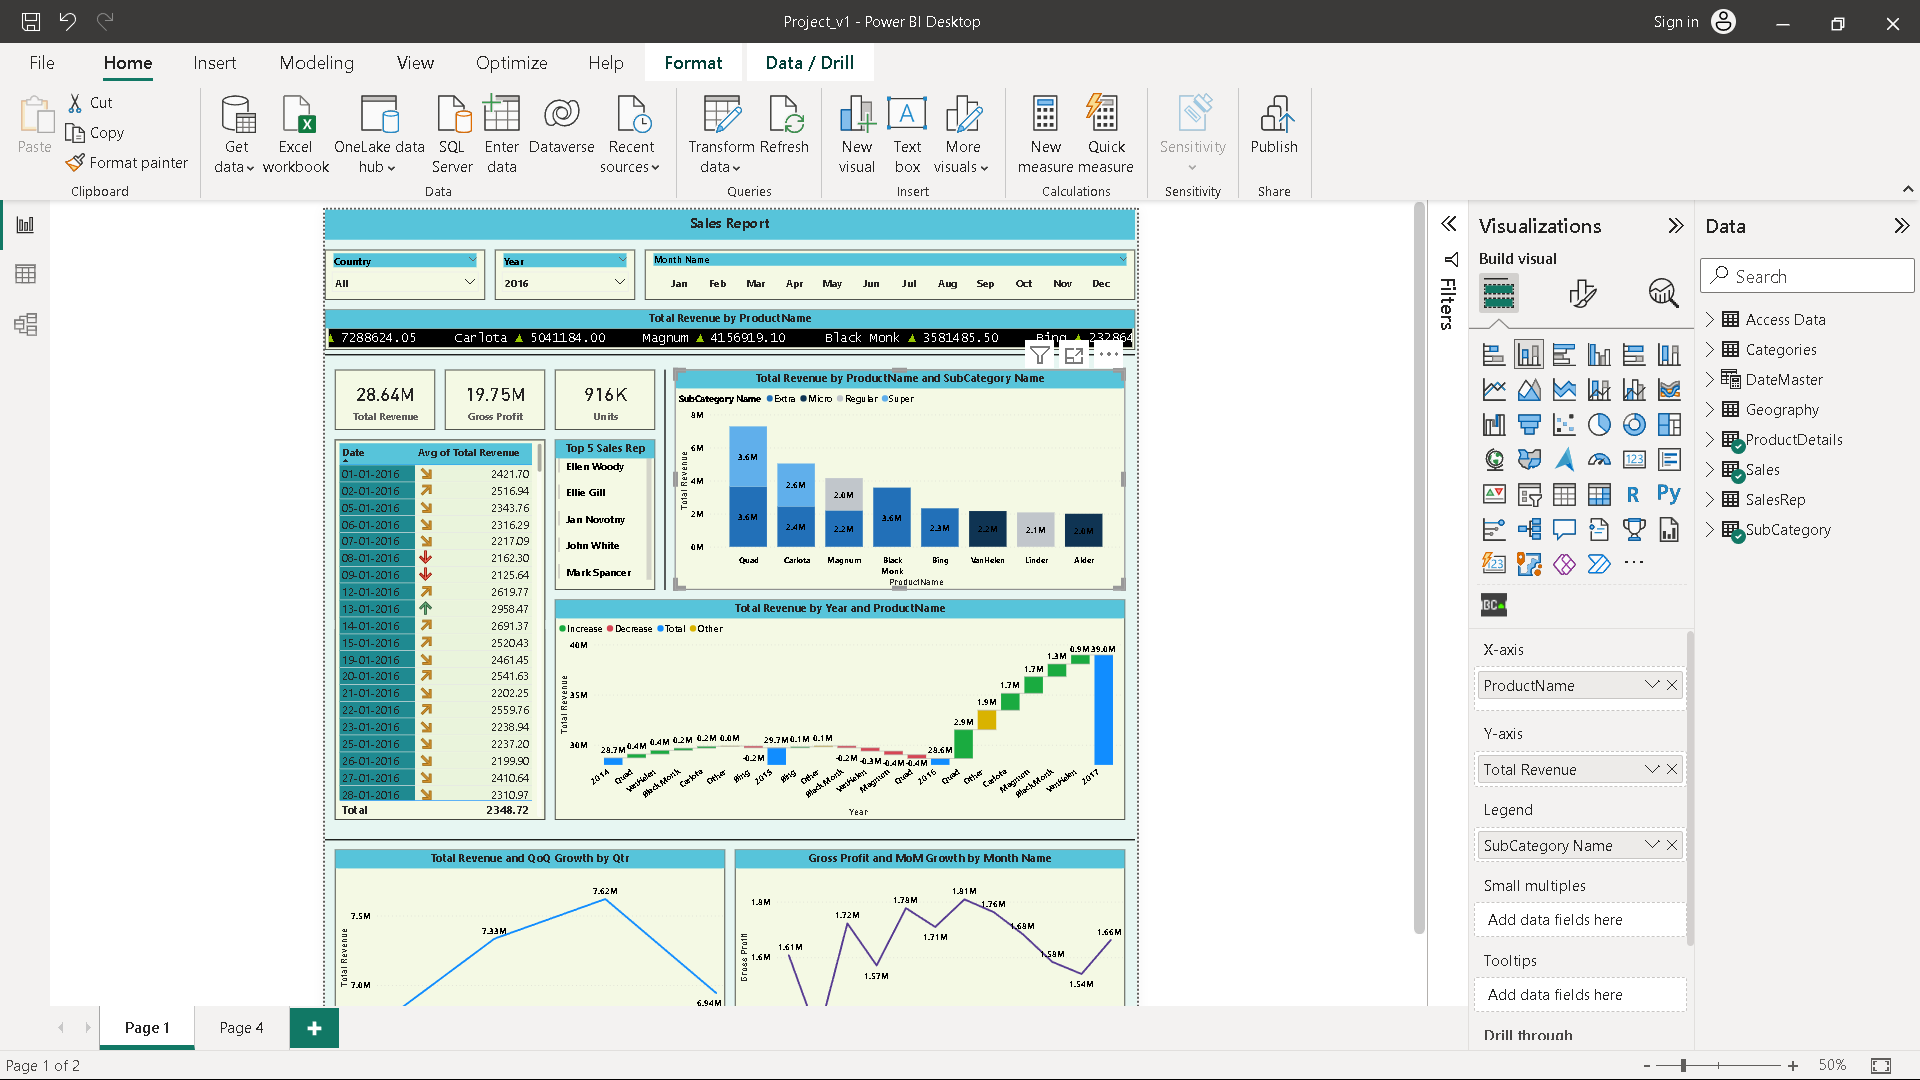 Project_v1 - Power BI Desktop
Sign in
File Home Insert Modeling View Optimize Help Format Data / Drill
Paste
Cut
Copy
Format painter
Clipboard
Get data
Excel workbook
OneLake data hub
SQL Server
Enter data
Dataverse
Recent sources
Data
Transform data
Refresh
Queries
New visual
Text box
More visuals
Insert
New measure
Quick measure
Calculations
Sensitivity
Sensitivity
Publish
Share
Sales Report
Country
All
Year
2016
Month Name
Jan Feb Mar Apr May Jun Jul Aug Sep Oct Nov Dec
Total Revenue by ProductName
7288624.05 Carlota 5041184.00 Magnum 4156919.10 Black Monk 3581485.50 Bing 232864
28.64M
Total Revenue
19.75M
Gross Profit
916K
Units
Date Avg of Total Revenue
01-01-2016 2421.70
02-01-2016 2516.94
05-01-2016 2343.76
06-01-2016 2316.29
07-01-2016 2217.09
08-01-2016 2162.30
09-01-2016 2125.64
12-01-2016 2619.77
13-01-2016 2958.47
14-01-2016 2691.37
15-01-2016 2520.43
19-01-2016 2461.45
20-01-2016 2541.63
21-01-2016 2202.25
22-01-2016 2559.76
23-01-2016 2238.94
25-01-2016 2237.20
26-01-2016 2199.90
27-01-2016 2410.64
28-01-2016 2310.97
Total 2348.72
Top 5 Sales Rep
Ellen Woody
Ellie Gill
Jan Novotny
John White
Mark Spancer
Total Revenue by ProductName and SubCategory Name
SubCategory Name Extra Micro Regular Super
Total Revenue
8M
6M
4M
2M
0M
3.6M
3.6M
2.6M
2.4M
2.0M
2.2M
3.6M
2.3M
2.2M
2.1M
2.0M
Quad Carlota Magnum Black Monk Bing VanHelen Linder Alder
ProductName
Total Revenue by Year and ProductName
Increase Decrease Total Other
Total Revenue
40M
35M
30M
28.7M 0.4M 0.4M 0.2M 0.2M 0.0M -0.2M 29.7M 0.1M 0.1M -0.2M -0.3M -0.4M -0.4M 28.6M 2.9M 1.9M 1.7M 1.7M 1.3M 0.9M 39.0M
2014 Quad VanHelen Black Monk Carlota Other Bing 2015 Bing Other Black Monk VanHelen Magnum Quad 2016 Quad Other Carlota Magnum Black Monk VanHelen 2017
Year
Total Revenue and QoQ Growth by Qtr
Total Revenue
7.5M
7.0M
7.33M
7.62M
6.94M
Gross Profit and MoM Growth by Month Name
Gross Profit
1.8M
1.6M
1.61M
1.72M
1.57M
1.78M
1.71M
1.81M
1.76M
1.68M
1.58M
1.54M
1.66M
Filters
Visualizations
Build visual
123
R
Py
123
BC
X-axis
ProductName
Y-axis
Total Revenue
Legend
SubCategory Name
Small multiples
Add data fields here
Tooltips
Add data fields here
Drill through
Data
Search
Access Data
Categories
DateMaster
Geography
ProductDetails
Sales
SalesRep
SubCategory
Page 1
Page 4
Page 1 of 2
50%